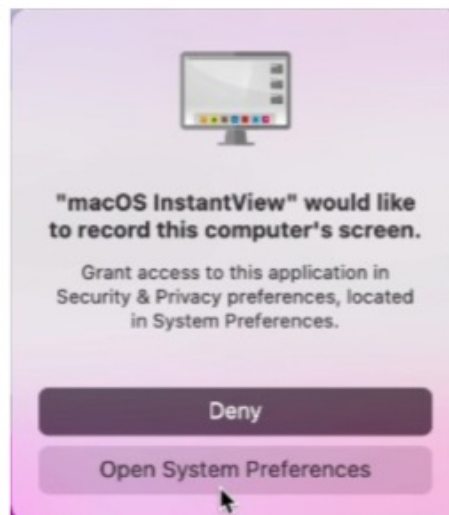 "macOS InstantView" would like
to record this computer's screen.
Grant access to this application in
Security & Privacy preferences, located
in System Preferences.
Deny
Open System Preferences